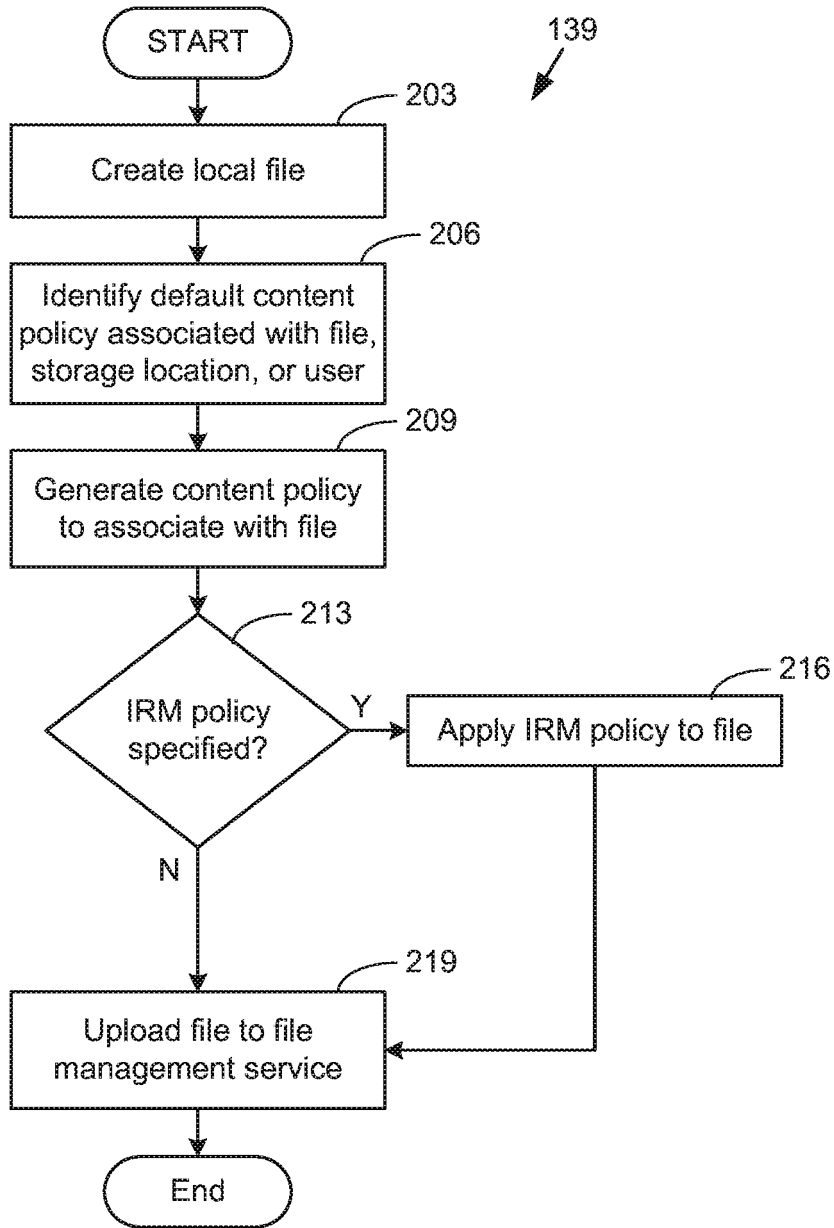 START
139
203
Create local file
206
Identify default content
policy associated with file,
storage location, or user
209
Generate content policy
to associate with file
213
IRM policy
specified?
Y
216
Apply IRM policy to file
N
219
Upload file to file
management service
End